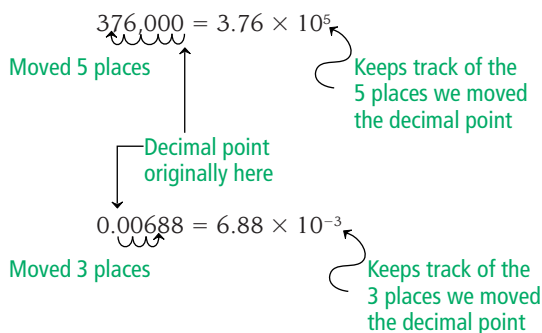 376,000 = 3.76 × 10⁵
Moved 5 places
Keeps track of the
5 places we moved
the decimal point
Decimal point
originally here
0.00688 = 6.88 × 10⁻³
Moved 3 places
Keeps track of the
3 places we moved
the decimal point